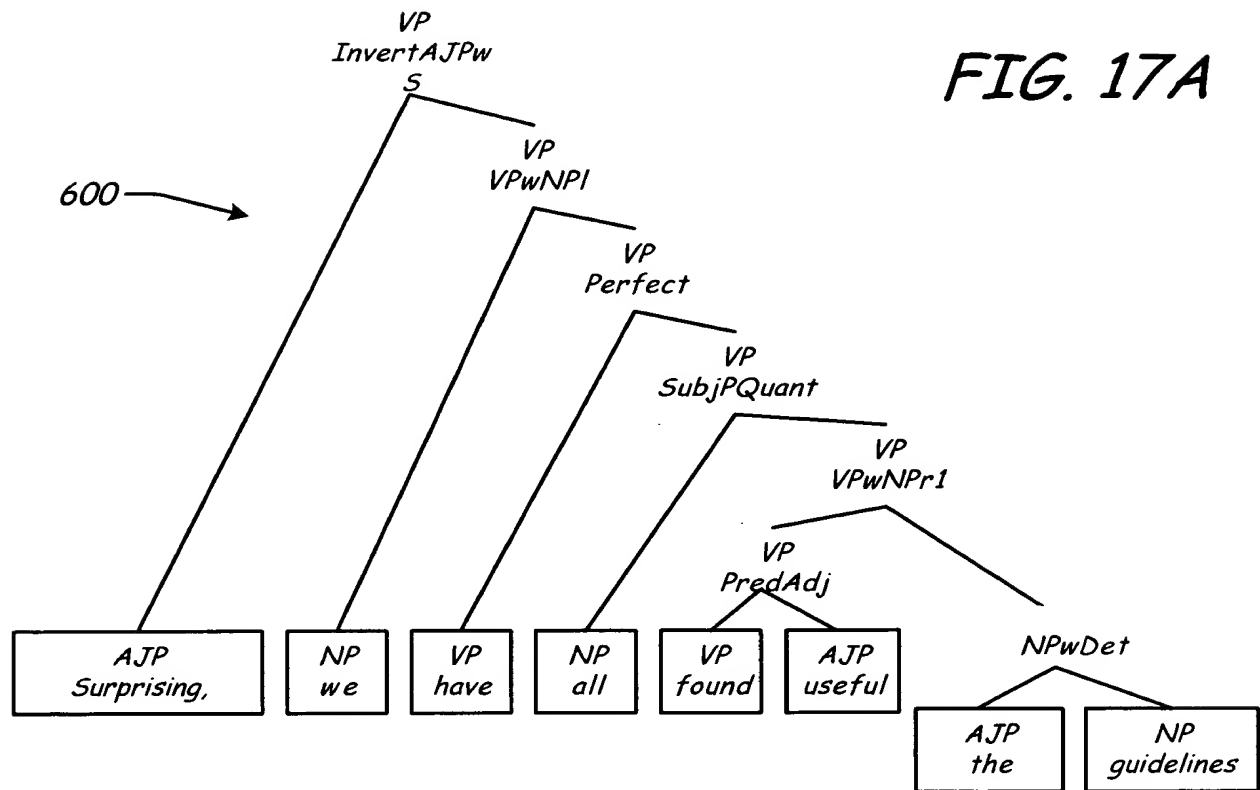 VP
InvertAJPw
S
FIG. 17A
VP
VPwNPl
600
VP
Perfect
VP
SubjPQuant
VP
VPwNPr1
VP
PredAdj
AJP
Surprising,
NP
we
VP
have
NP
all
VP
found
AJP
useful
NPwDet
AJP
the
NP
guidelines